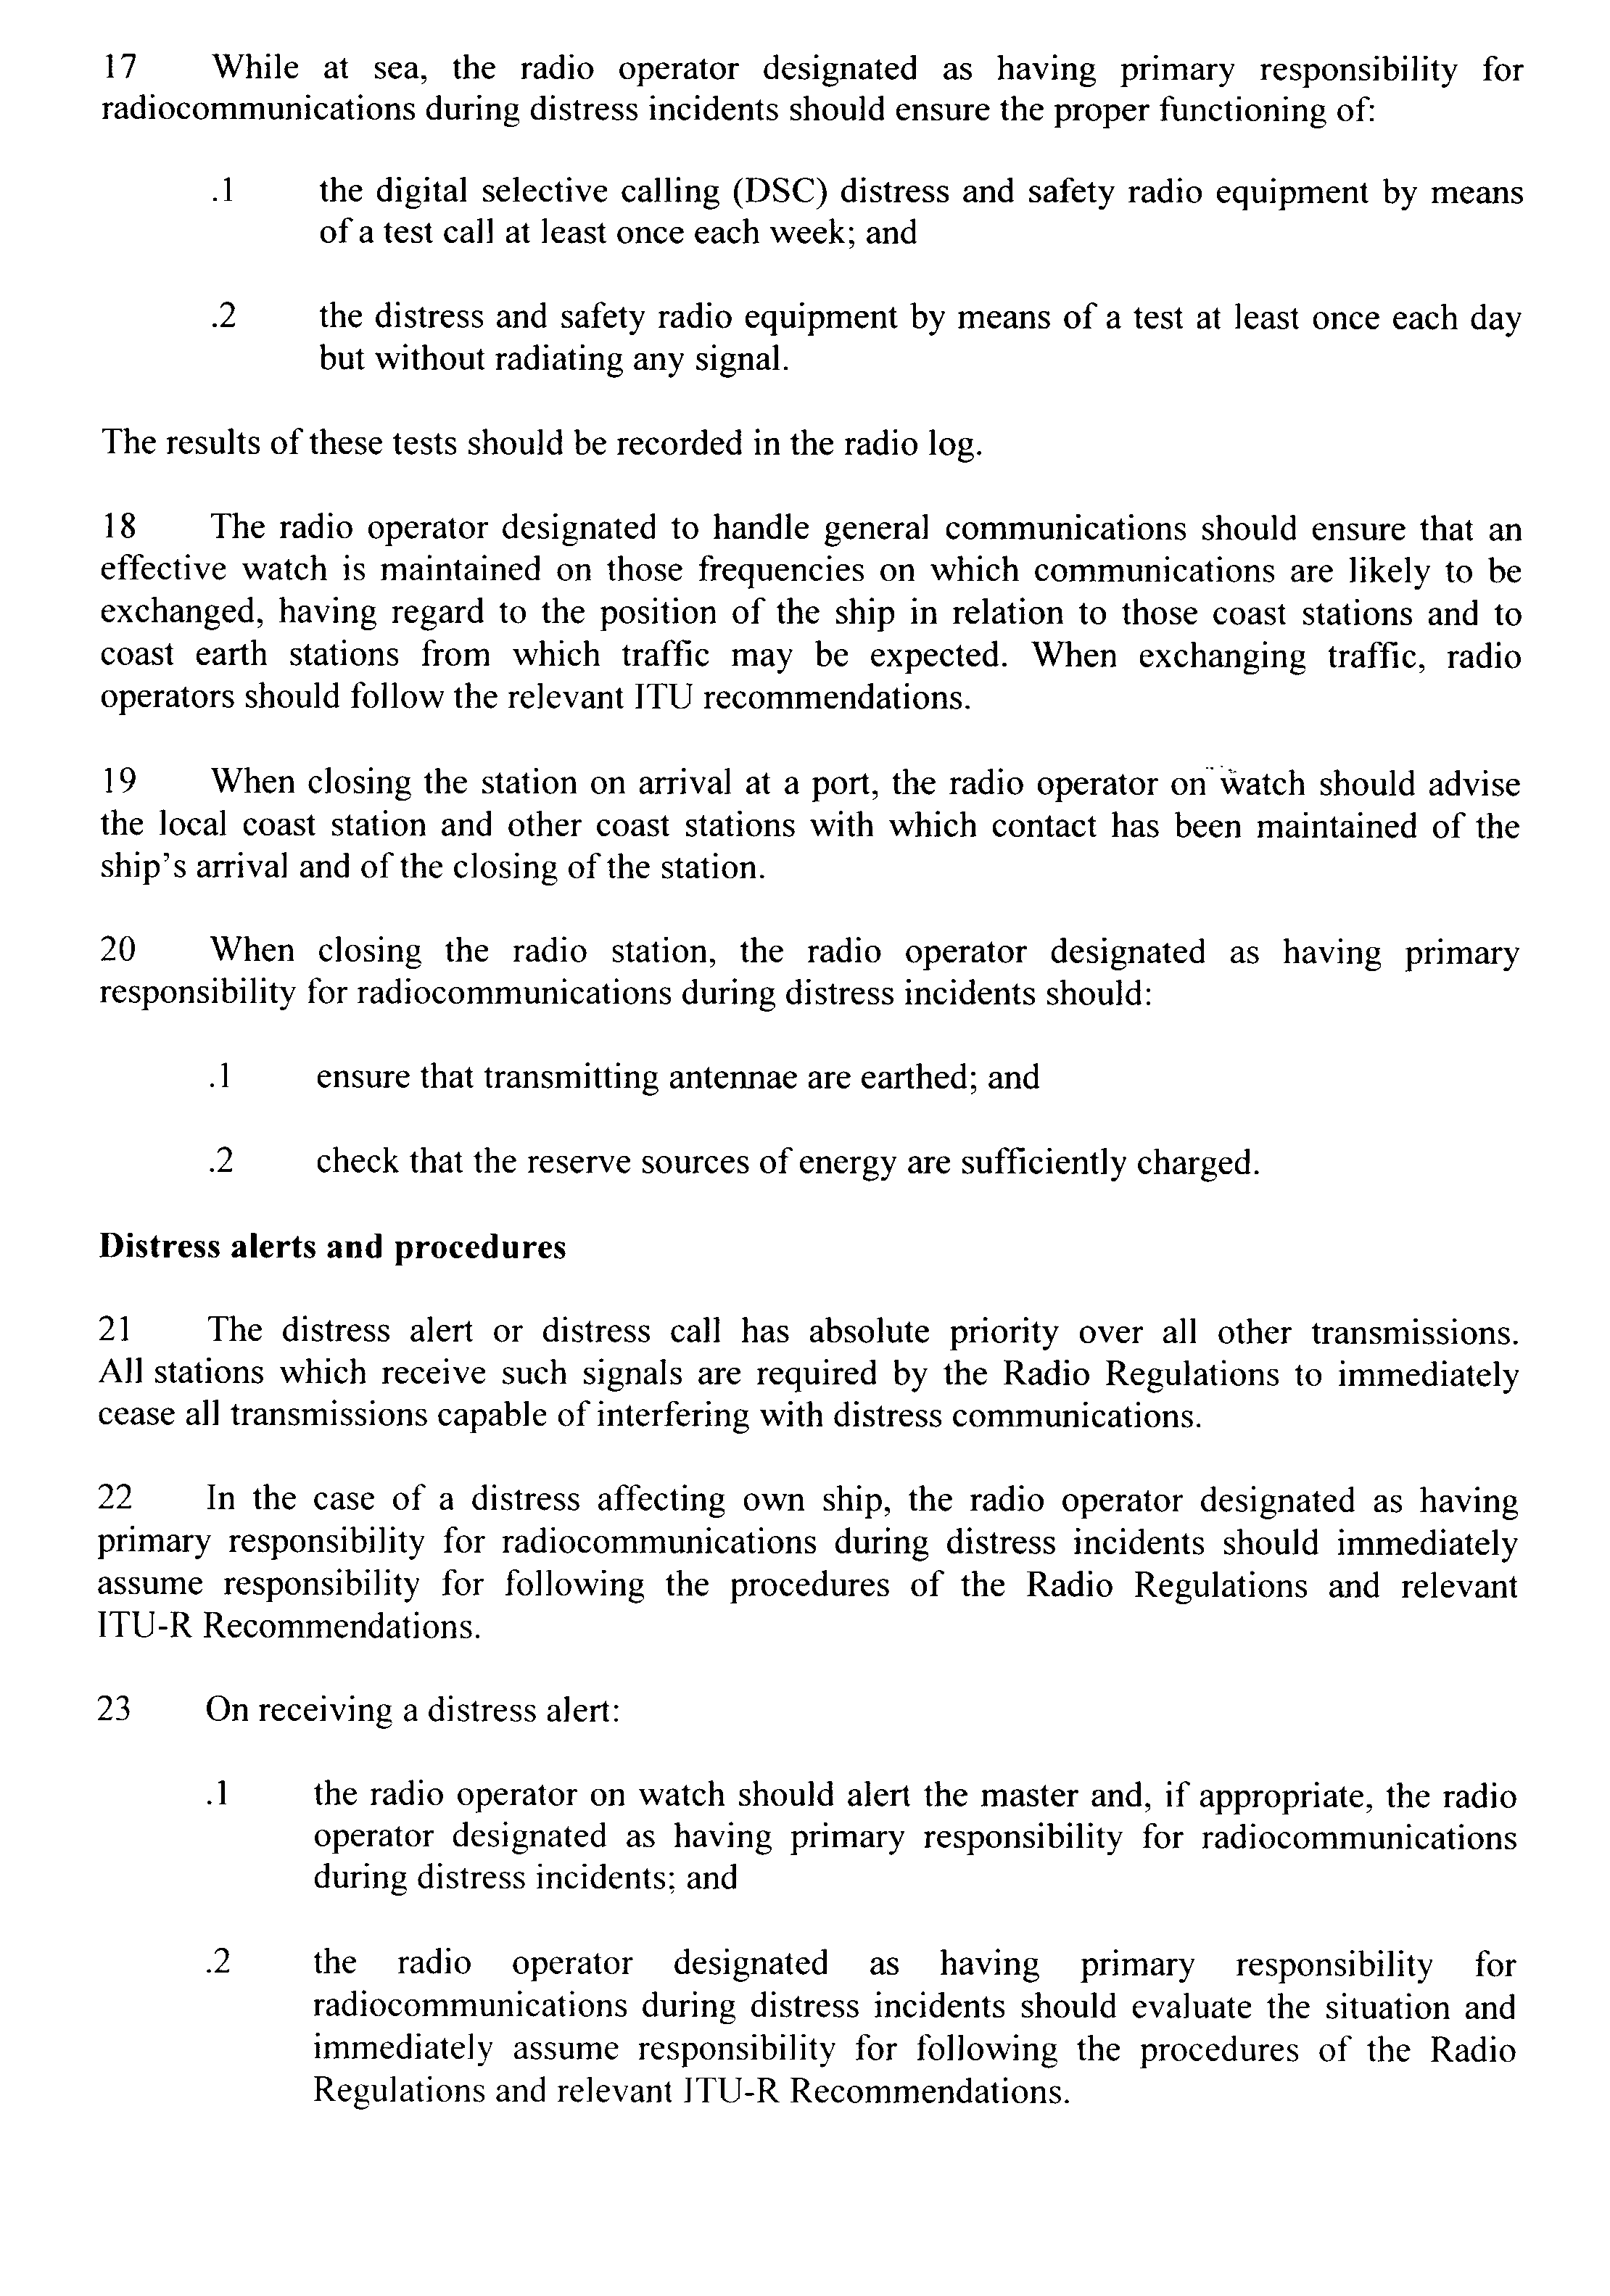 17 While at sea, the radio operator designated as having primary responsibility for
radiocommunications during distress incidents should ensure the proper functioning of:
.1 the digital selective calling (DSC) distress and safety radio equipment by means
of a test call at least once each week; and
.2 the distress and safety radio equipment by means of a test at least once each day
but without radiating any signal.
The results of these tests should be recorded in the radio log.
18 The radio operator designated to handle general communications should ensure that an
effective watch is maintained on those frequencies on which communications are likely to be
exchanged, having regard to the position of the ship in relation to those coast stations and to
coast earth stations from which traffic may be expected. When exchanging traffic, radio
operators should follow the relevant ITU recommendations.
19 When closing the station on arrival at a port, the radio operator on watch should advise
the local coast station and other coast stations with which contact has been maintained of the
ship's arrival and of the closing of the station.
20 When closing the radio station, the radio operator designated as having primary
responsibility for radiocommunications during distress incidents should:
.1 ensure that transmitting antennae are earthed; and
.2 check that the reserve sources of energy are sufficiently charged.
Distress alerts and procedures
21 The distress alert or distress call has absolute priority over all other transmissions.
All stations which receive such signals are required by the Radio Regulations to immediately
cease all transmissions capable of interfering with distress communications.
22 In the case of a distress affecting own ship, the radio operator designated as having
primary responsibility for radiocommunications during distress incidents should immediately
assume responsibility for following the procedures of the Radio Regulations and relevant
ITU-R Recommendations.
23 On receiving a distress alert:
.1 the radio operator on watch should alert the master and, if appropriate, the radio
operator designated as having primary responsibility for radiocommunications
during distress incidents; and
.2 the radio operator designated as having primary responsibility for
radiocommunications during distress incidents should evaluate the situation and
immediately assume responsibility for following the procedures of the Radio
Regulations and relevant ITU-R Recommendations.